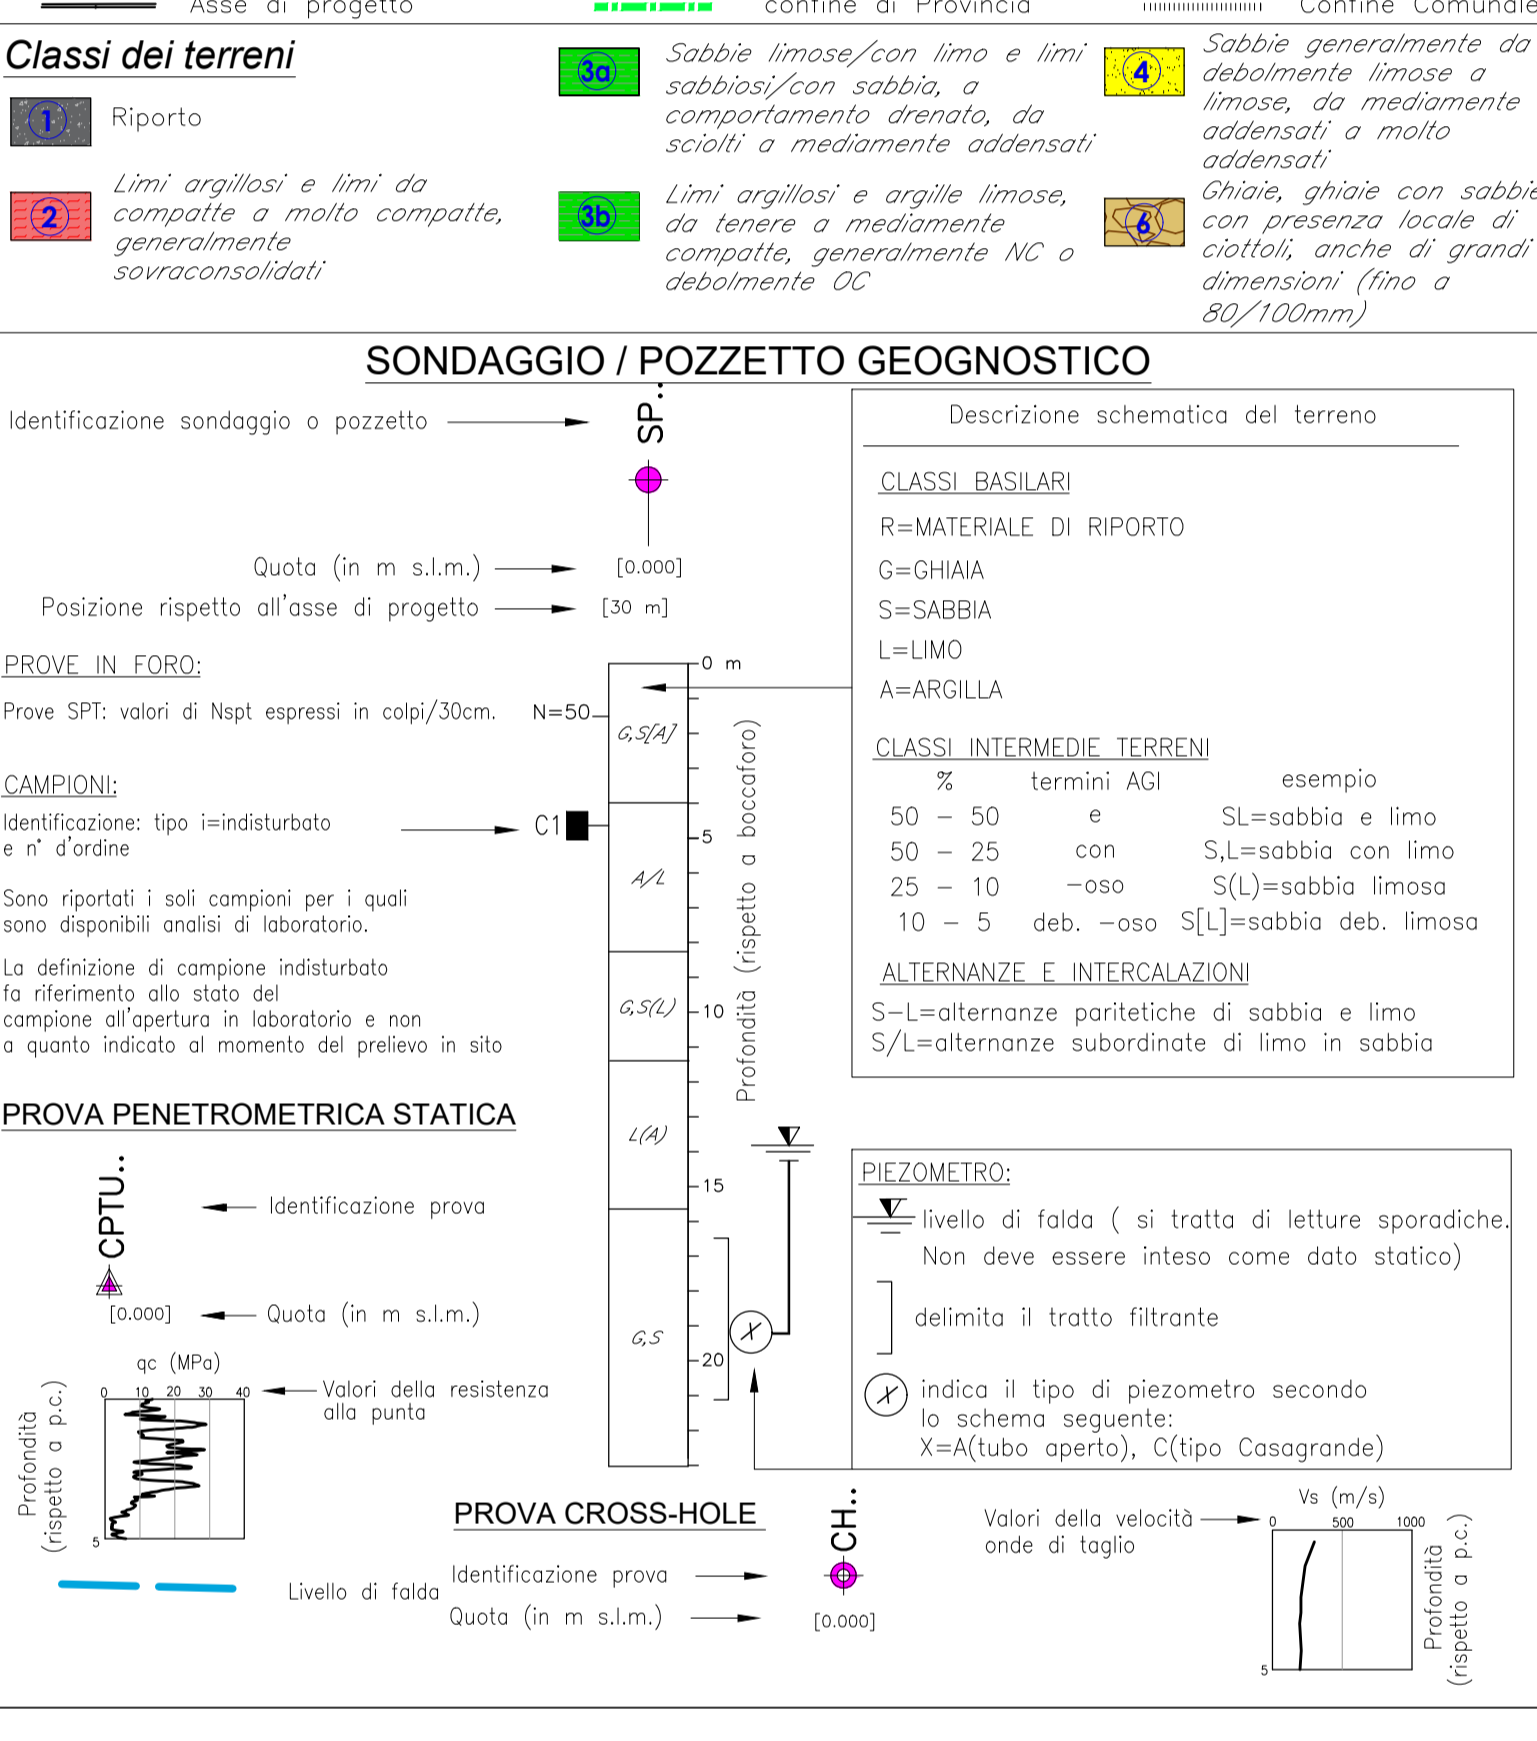 Asse di progetto
confine di Provincia
Confine Comunale
Classi dei terreni
1
Riporto
2
Limi argillosi e limi da
compatte a molto compatte,
generalmente
sovraconsolidati
3a
Sabbie limose/con limo e limi
sabbiosi/con sabbia, a
comportamento drenato, da
sciolti a mediamente addensati
3b
Limi argillosi e argille limose,
da tenere a mediamente
compatte, generalmente NC o
debolmente OC
4
Sabbie generalmente da
debolmente limose a
limose, da mediamente
addensati a molto
addensati
6
Ghiaie, ghiaie con sabbie
con presenza locale di
ciottoli, anche di grandi
dimensioni (fino a
80/100mm)
SONDAGGIO / POZZETTO GEOGNOSTICO
Identificazione sondaggio o pozzetto
SP..
Quota (in m s.l.m.)
[0.000]
Posizione rispetto all'asse di progetto
[30 m]
PROVE IN FORO:
Prove SPT: valori di Nspt espressi in colpi/30cm.
N=50
CAMPIONI:
Identificazione: tipo i=indisturbato
e n° d'ordine
C1
Sono riportati i soli campioni per i quali
sono disponibili analisi di laboratorio.
La definizione di campione indisturbato
fa riferimento allo stato del
campione all'apertura in laboratorio e non
a quanto indicato al momento del prelievo in sito
0 m
G,S[A]
5
A/L
G,S(L)
10
L(A)
15
G,S
20
Profondità (rispetto a boccaforo)
X
Descrizione schematica del terreno
CLASSI BASILARI
R=MATERIALE DI RIPORTO
G=GHIAIA
S=SABBIA
L=LIMO
A=ARGILLA
CLASSI INTERMEDIE TERRENI
% termini AGI esempio
50 – 50 e SL=sabbia e limo
50 – 25 con S,L=sabbia con limo
25 – 10 –oso S(L)=sabbia limosa
10 – 5 deb. –oso S[L]=sabbia deb. limosa
ALTERNANZE E INTERCALAZIONI
S–L=alternanze paritetiche di sabbia e limo
S/L=alternanze subordinate di limo in sabbia
PIEZOMETRO:
livello di falda ( si tratta di letture sporadiche.
Non deve essere inteso come dato statico)
delimita il tratto filtrante
X
indica il tipo di piezometro secondo
lo schema seguente:
X=A(tubo aperto), C(tipo Casagrande)
PROVA PENETROMETRICA STATICA
CPTU..
Identificazione prova
[0.000]
Quota (in m s.l.m.)
qc (MPa)
0 10 20 30 40
Valori della resistenza
alla punta
Profondità
(rispetto a p.c.)
5
Livello di falda
PROVA CROSS-HOLE
Identificazione prova
Quota (in m s.l.m.)
CH..
[0.000]
Valori della velocità
onde di taglio
Vs (m/s)
0 500 1000
5
Profondità
(rispetto a p.c.)